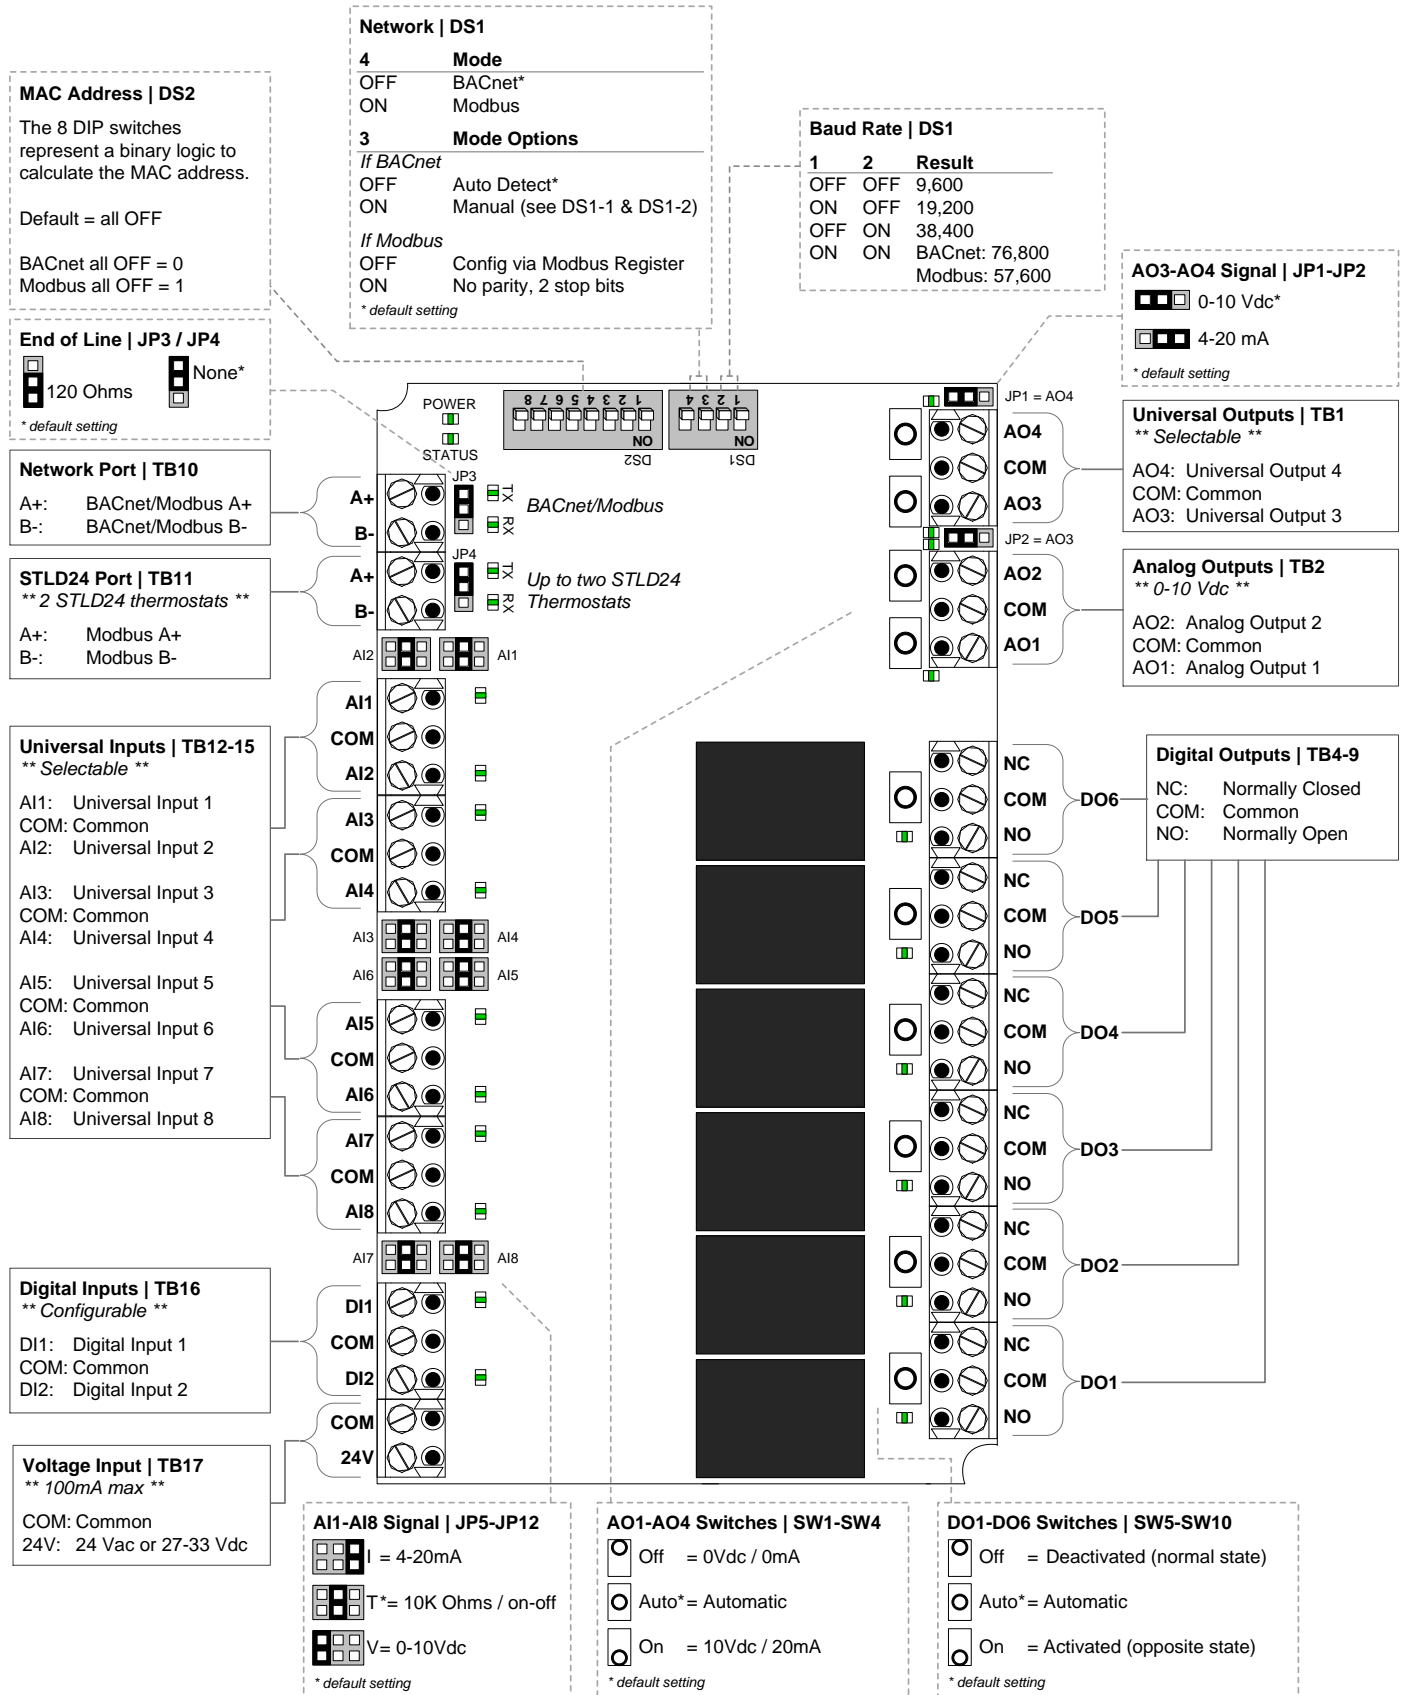 Network | DS1
4 Mode
OFF BACnet*
ON Modbus
3 Mode Options
If BACnet
OFF Auto Detect*
ON Manual (see DS1-1 & DS1-2)
If Modbus
OFF Config via Modbus Register
ON No parity, 2 stop bits
* default setting
MAC Address | DS2
The 8 DIP switches
represent a binary logic to
calculate the MAC address.
Default = all OFF
BACnet all OFF = 0
Modbus all OFF = 1
Baud Rate | DS1
1 2 Result
OFF OFF 9,600
ON OFF 19,200
OFF ON 38,400
ON ON BACnet: 76,800
Modbus: 57,600
AO3-AO4 Signal | JP1-JP2
0-10 Vdc*
4-20 mA
* default setting
End of Line | JP3 / JP4
120 Ohms
None*
* default setting
Network Port | TB10
A+: BACnet/Modbus A+
B-: BACnet/Modbus B-
STLD24 Port | TB11
** 2 STLD24 thermostats **
A+: Modbus A+
B-: Modbus B-
Universal Inputs | TB12-15
** Selectable **
AI1: Universal Input 1
COM: Common
AI2: Universal Input 2
AI3: Universal Input 3
COM: Common
AI4: Universal Input 4
AI5: Universal Input 5
COM: Common
AI6: Universal Input 6
AI7: Universal Input 7
COM: Common
AI8: Universal Input 8
Digital Inputs | TB16
** Configurable **
DI1: Digital Input 1
COM: Common
DI2: Digital Input 2
Voltage Input | TB17
** 100mA max **
COM: Common
24V: 24 Vac or 27-33 Vdc
POWER
STATUS
8 7 6 5 4 3 2 1
ON
DS2
4 3 2 1
ON
DS1
JP3
A+
B-
TX
RX
BACnet/Modbus
JP4
A+
B-
TX
RX
Up to two STLD24
Thermostats
AI2
AI1
AI1
COM
AI2
AI3
COM
AI4
AI3
AI4
AI6
AI5
AI5
COM
AI6
AI7
COM
AI8
AI7
AI8
DI1
COM
DI2
COM
24V
JP1 = AO4
AO4
COM
AO3
JP2 = AO3
AO2
COM
AO1
NC
COM
NO
DO6
NC
COM
NO
DO5
NC
COM
NO
DO4
NC
COM
NO
DO3
NC
COM
NO
DO2
NC
COM
NO
DO1
Universal Outputs | TB1
** Selectable **
AO4: Universal Output 4
COM: Common
AO3: Universal Output 3
Analog Outputs | TB2
** 0-10 Vdc **
AO2: Analog Output 2
COM: Common
AO1: Analog Output 1
Digital Outputs | TB4-9
NC: Normally Closed
COM: Common
NO: Normally Open
AI1-AI8 Signal | JP5-JP12
I = 4-20mA
T*= 10K Ohms / on-off
V= 0-10Vdc
* default setting
AO1-AO4 Switches | SW1-SW4
Off = 0Vdc / 0mA
Auto*= Automatic
On = 10Vdc / 20mA
* default setting
DO1-DO6 Switches | SW5-SW10
Off = Deactivated (normal state)
Auto*= Automatic
On = Activated (opposite state)
* default setting